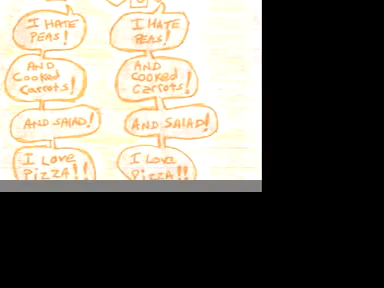 I HATE
PEAS!
AND
Cooked
Carrots!
AND SALAD!
I Love
PiZZA!!
I HATE
PEAS!
AND
COOKed
Carrots!
AND SALAD!
I Love
PiZZA!!